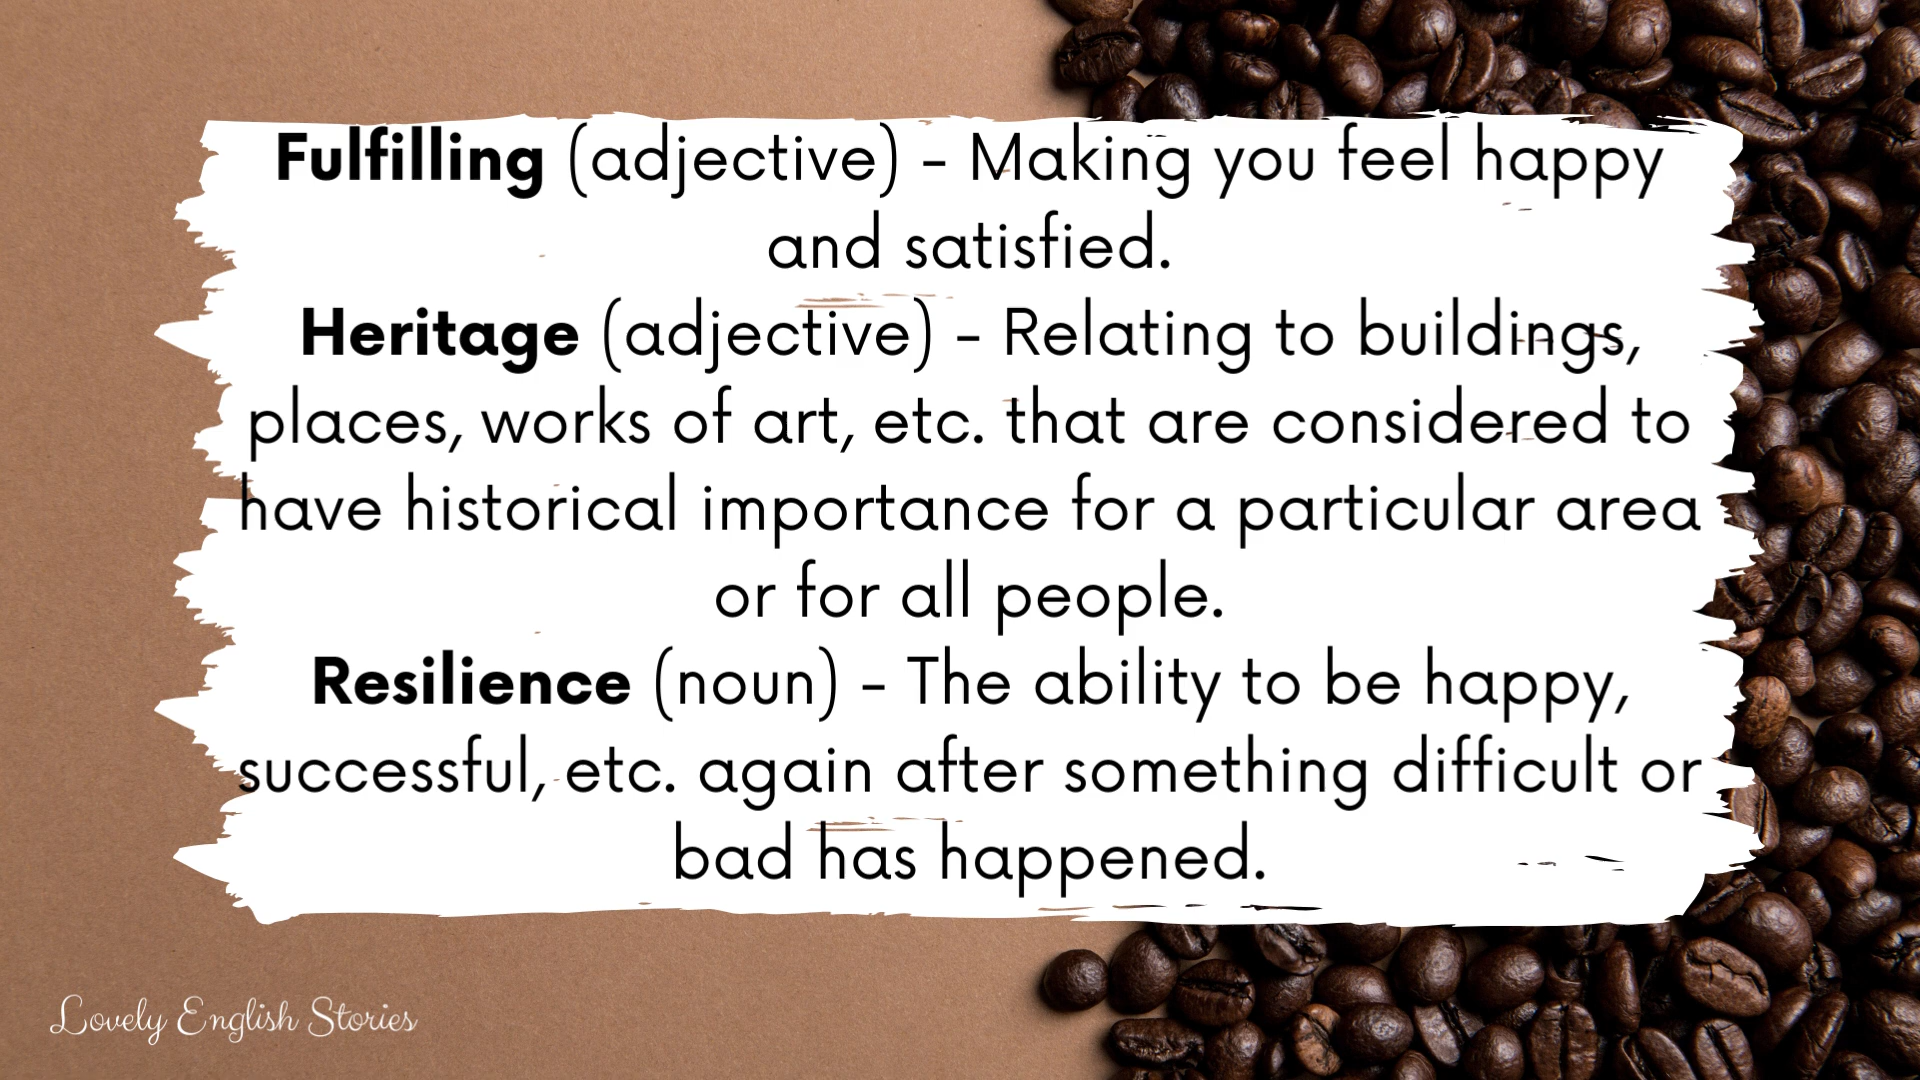 Fulfilling (adjective) – Making you feel happy
and satisfied.
Heritage (adjective) – Relating to buildings,
places, works of art, etc. that are considered to
have historical importance for a particular area
or for all people.
Resilience (noun) – The ability to be happy,
successful, etc. again after something difficult or
bad has happened.
Lovely English Stories